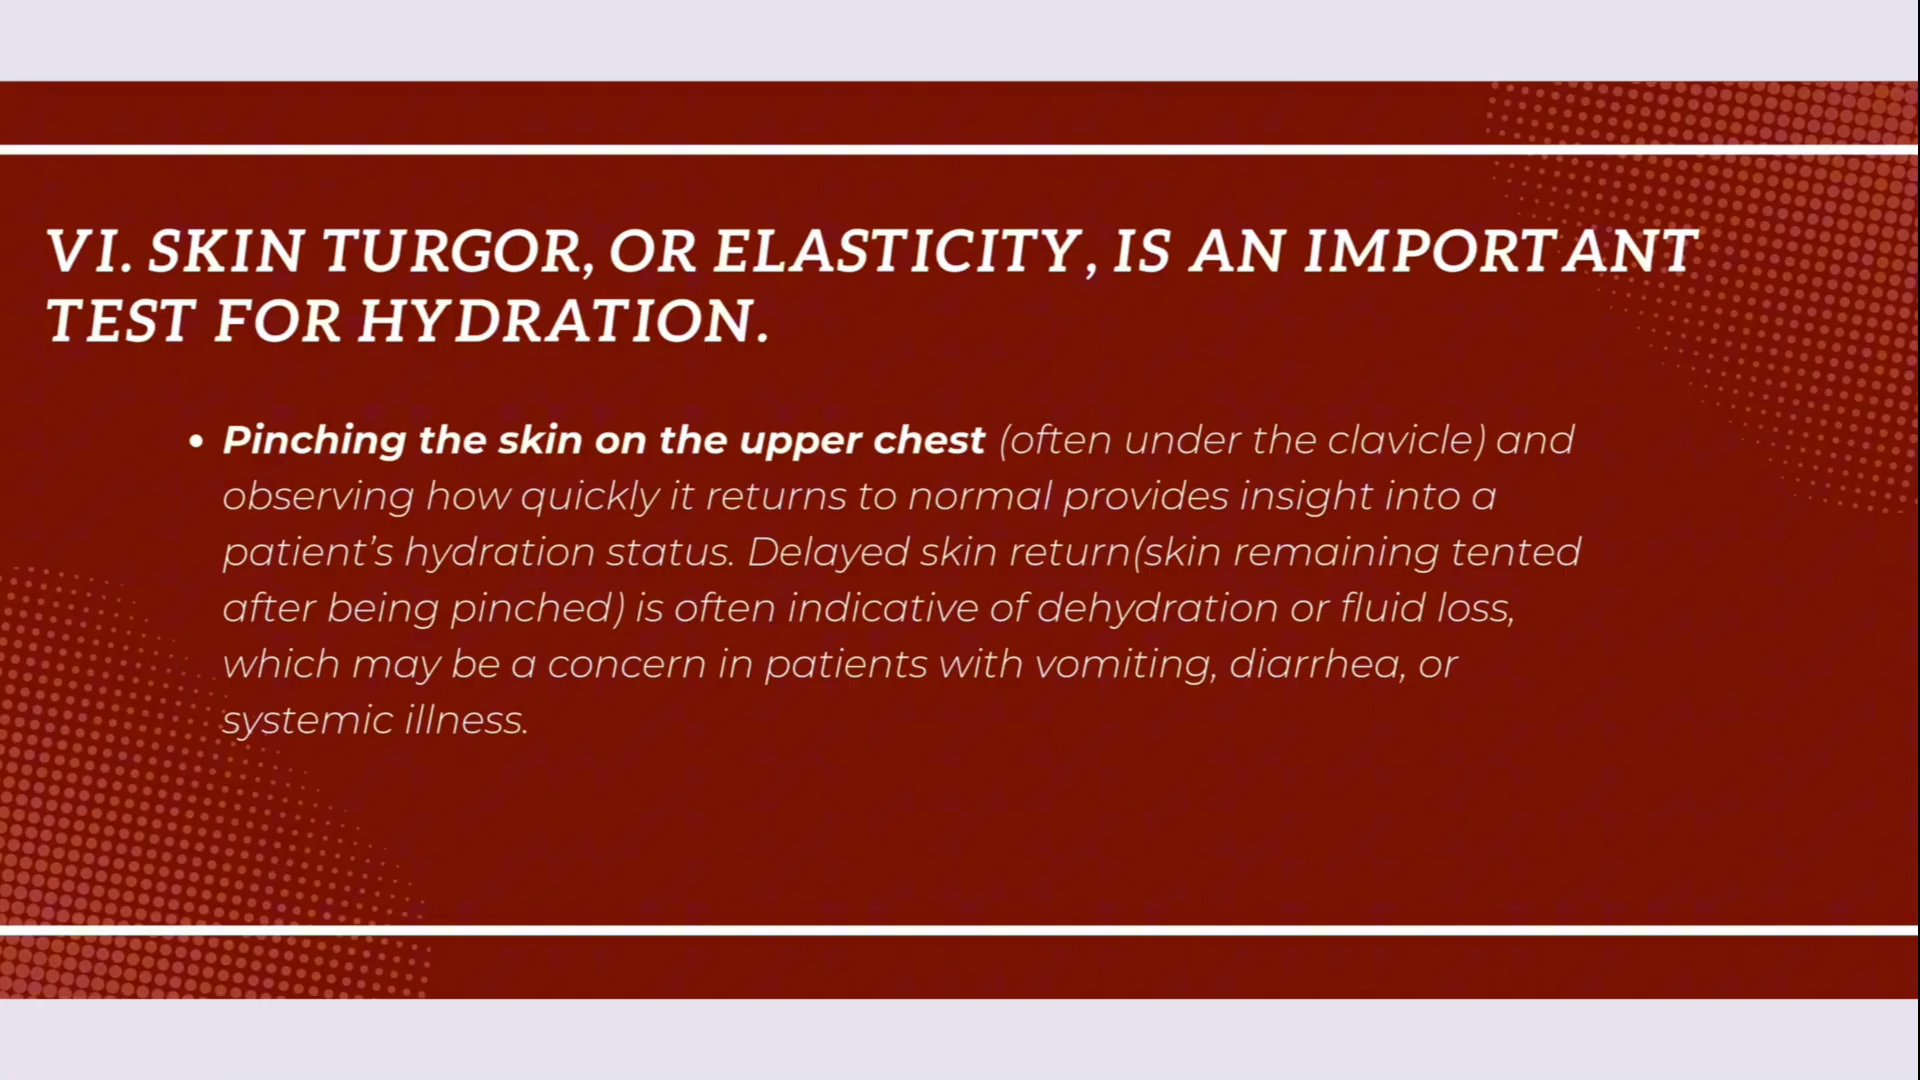 VI. SKIN TURGOR, OR ELASTICITY, IS AN IMPORTANT
TEST FOR HYDRATION.
• Pinching the skin on the upper chest (often under the clavicle) and
observing how quickly it returns to normal provides insight into a
patient’s hydration status. Delayed skin return(skin remaining tented
after being pinched) is often indicative of dehydration or fluid loss,
which may be a concern in patients with vomiting, diarrhea, or
systemic illness.